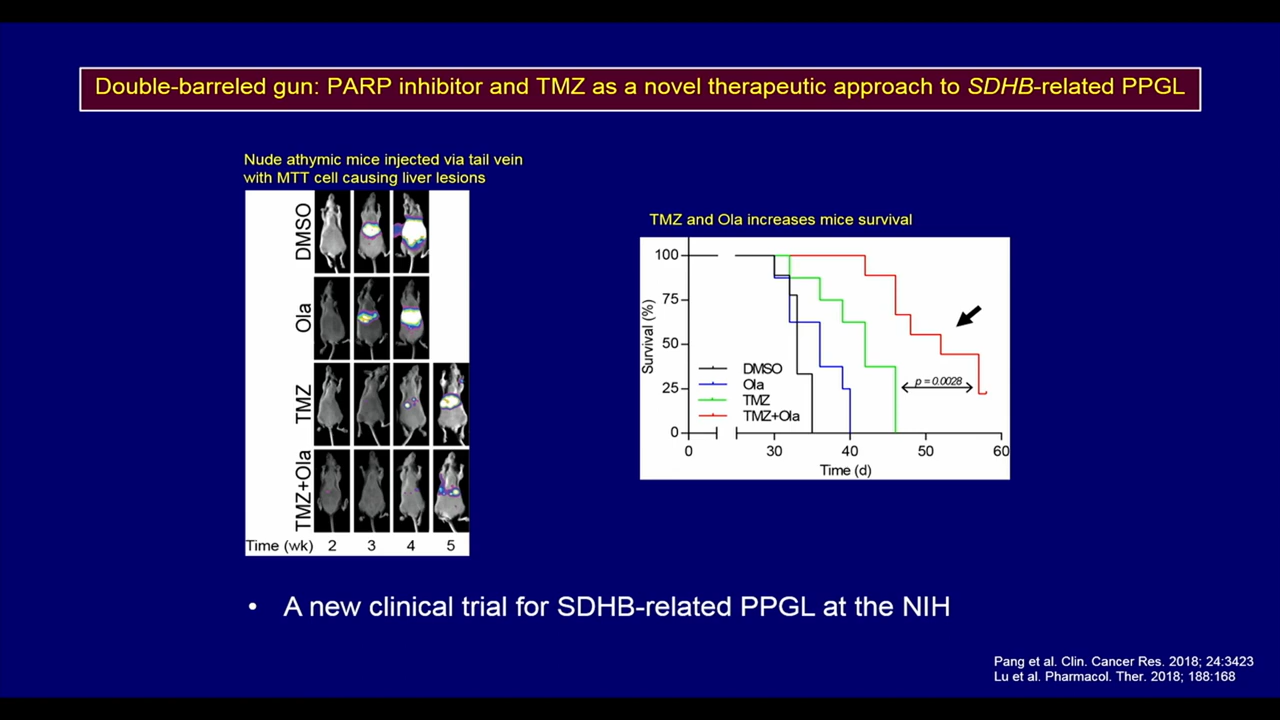 Double-barreled gun: PARP inhibitor and TMZ as a novel therapeutic approach to SDHB-related PPGL
Nude athymic mice injected via tail vein
with MTT cell causing liver lesions
DMSO
Ola
TMZ
TMZ+Ola
Time (wk) 2 3 4 5
TMZ and Ola increases mice survival
Survival (%)
100
75
50
25
0
DMSO
Ola
TMZ
TMZ+Ola
p = 0.0028
0 30 40 50 60
Time (d)
• A new clinical trial for SDHB-related PPGL at the NIH
Pang et al. Clin. Cancer Res. 2018; 24:3423
Lu et al. Pharmacol. Ther. 2018; 188:168